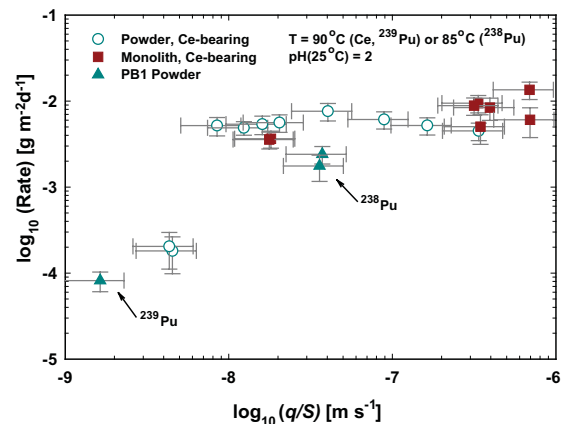 Powder, Ce-bearing
Monolith, Ce-bearing
PB1 Powder
T = 90°C (Ce, ²³⁹Pu) or 85°C (²³⁸Pu)
pH(25°C) = 2
log₁₀ (Rate) [g m⁻²d⁻¹]
-1
-2
-3
-4
-5
²³⁸Pu
²³⁹Pu
-9 -8 -7 -6
log₁₀ (q/S) [m s⁻¹]